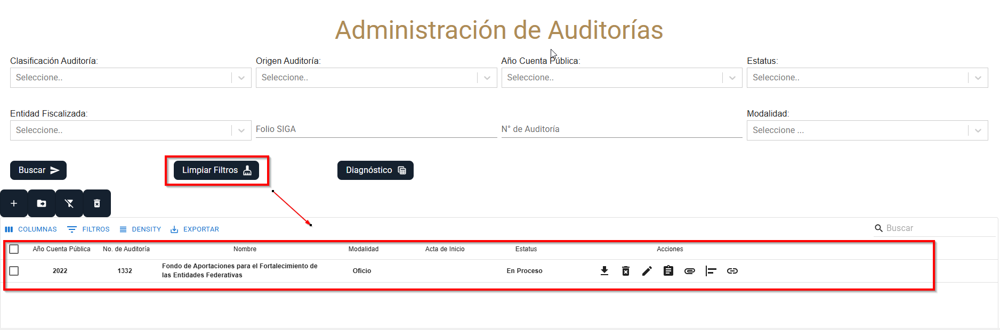 Administración de Auditorías
Clasificación Auditoría:
Origen Auditoría:
Año Cuenta Pública:
Estatus:
Seleccione..
Seleccione..
Seleccione..
Seleccione..
Entidad Fiscalizada:
Modalidad:
Seleccione..
Folio SIGA
N° de Auditoría
Seleccione ...
Buscar
Limpiar Filtros
Diagnóstico
COLUMNAS
FILTROS
DENSITY
EXPORTAR
Buscar
Año Cuenta Pública
No. de Auditoría
Nombre
Modalidad
Acta de Inicio
Estatus
Acciones
2022
1332
Fondo de Aportaciones para el Fortalecimiento de
las Entidades Federativas
Oficio
En Proceso